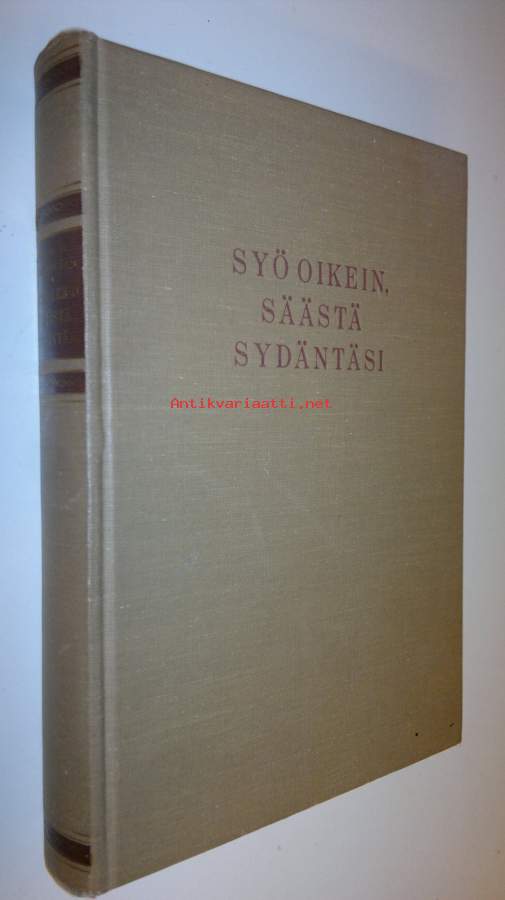 SYÖ OIKEIN,
SÄÄSTÄ
SYDÄNTÄSI
Antikvariaatti.net